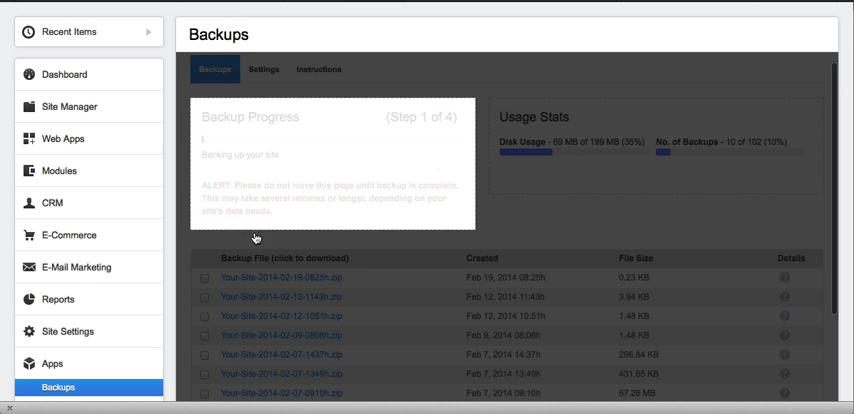 Recent Items
Dashboard
Site Manager
Web Apps
Modules
CRM
E-Commerce
E-Mail Marketing
Reports
Site Settings
Apps
Backups
Backups
Backups Settings Instructions
Backup Progress (Step 1 of 4)
Backing up your site
ALERT: Please do not leave this page until backup is complete.
This may take several minutes or longer, depending on your
site's data needs.
Usage Stats
Disk Usage - 69 MB of 199 MB (35%) No. of Backups - 10 of 102 (10%)
Backup File (click to download) Created File Size Details
Your-Site-2014-02-19-0825h.zip Feb 19, 2014 08:25h 0.23 KB
Your-Site-2014-02-12-1143h.zip Feb 12, 2014 11:43h 3.94 KB
Your-Site-2014-02-12-1051h.zip Feb 12, 2014 10:51h 1.48 KB
Your-Site-2014-02-09-0808h.zip Feb 9, 2014 08:08h 1.48 KB
Your-Site-2014-02-07-1437h.zip Feb 7, 2014 14:37h 296.84 KB
Your-Site-2014-02-07-1349h.zip Feb 7, 2014 13:49h 431.65 KB
Your-Site-2014-02-07-0910h.zip Feb 7, 2014 09:10h 67.26 MB